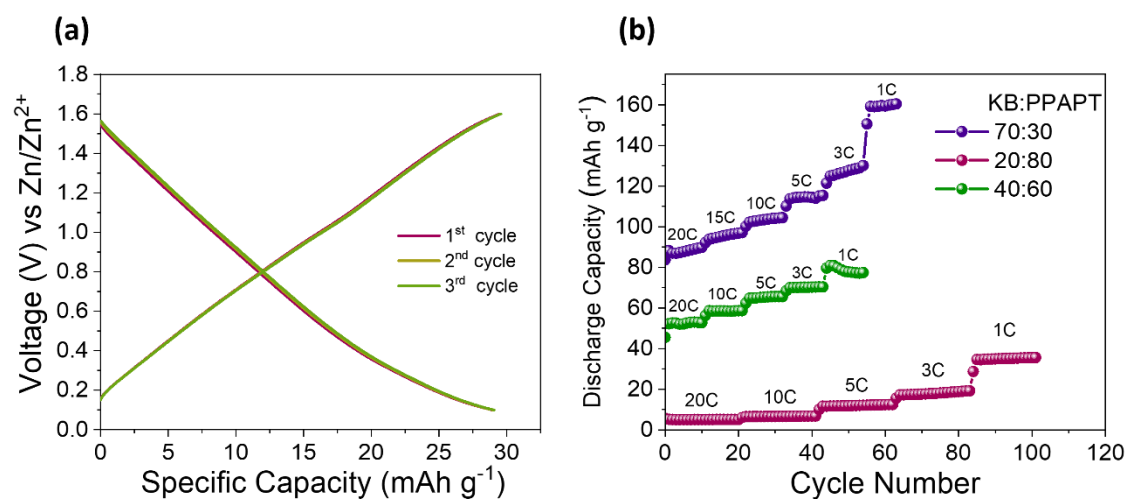 (a)
Voltage (V) vs Zn/Zn²⁺
1.8
1.6
1.4
1.2
1.0
0.8
0.6
0.4
0.2
0.0
1ˢᵗ cycle
2ⁿᵈ cycle
3ʳᵈ cycle
0 5 10 15 20 25 30
Specific Capacity (mAh g⁻¹)
(b)
Discharge Capacity (mAh g⁻¹)
160
140
120
100
80
60
40
20
0
KB:PPAPT
70:30
20:80
40:60
20C 15C 10C 5C 3C 1C
20C 10C 5C 3C 1C
20C 10C 5C 3C 1C
0 20 40 60 80 100 120
Cycle Number